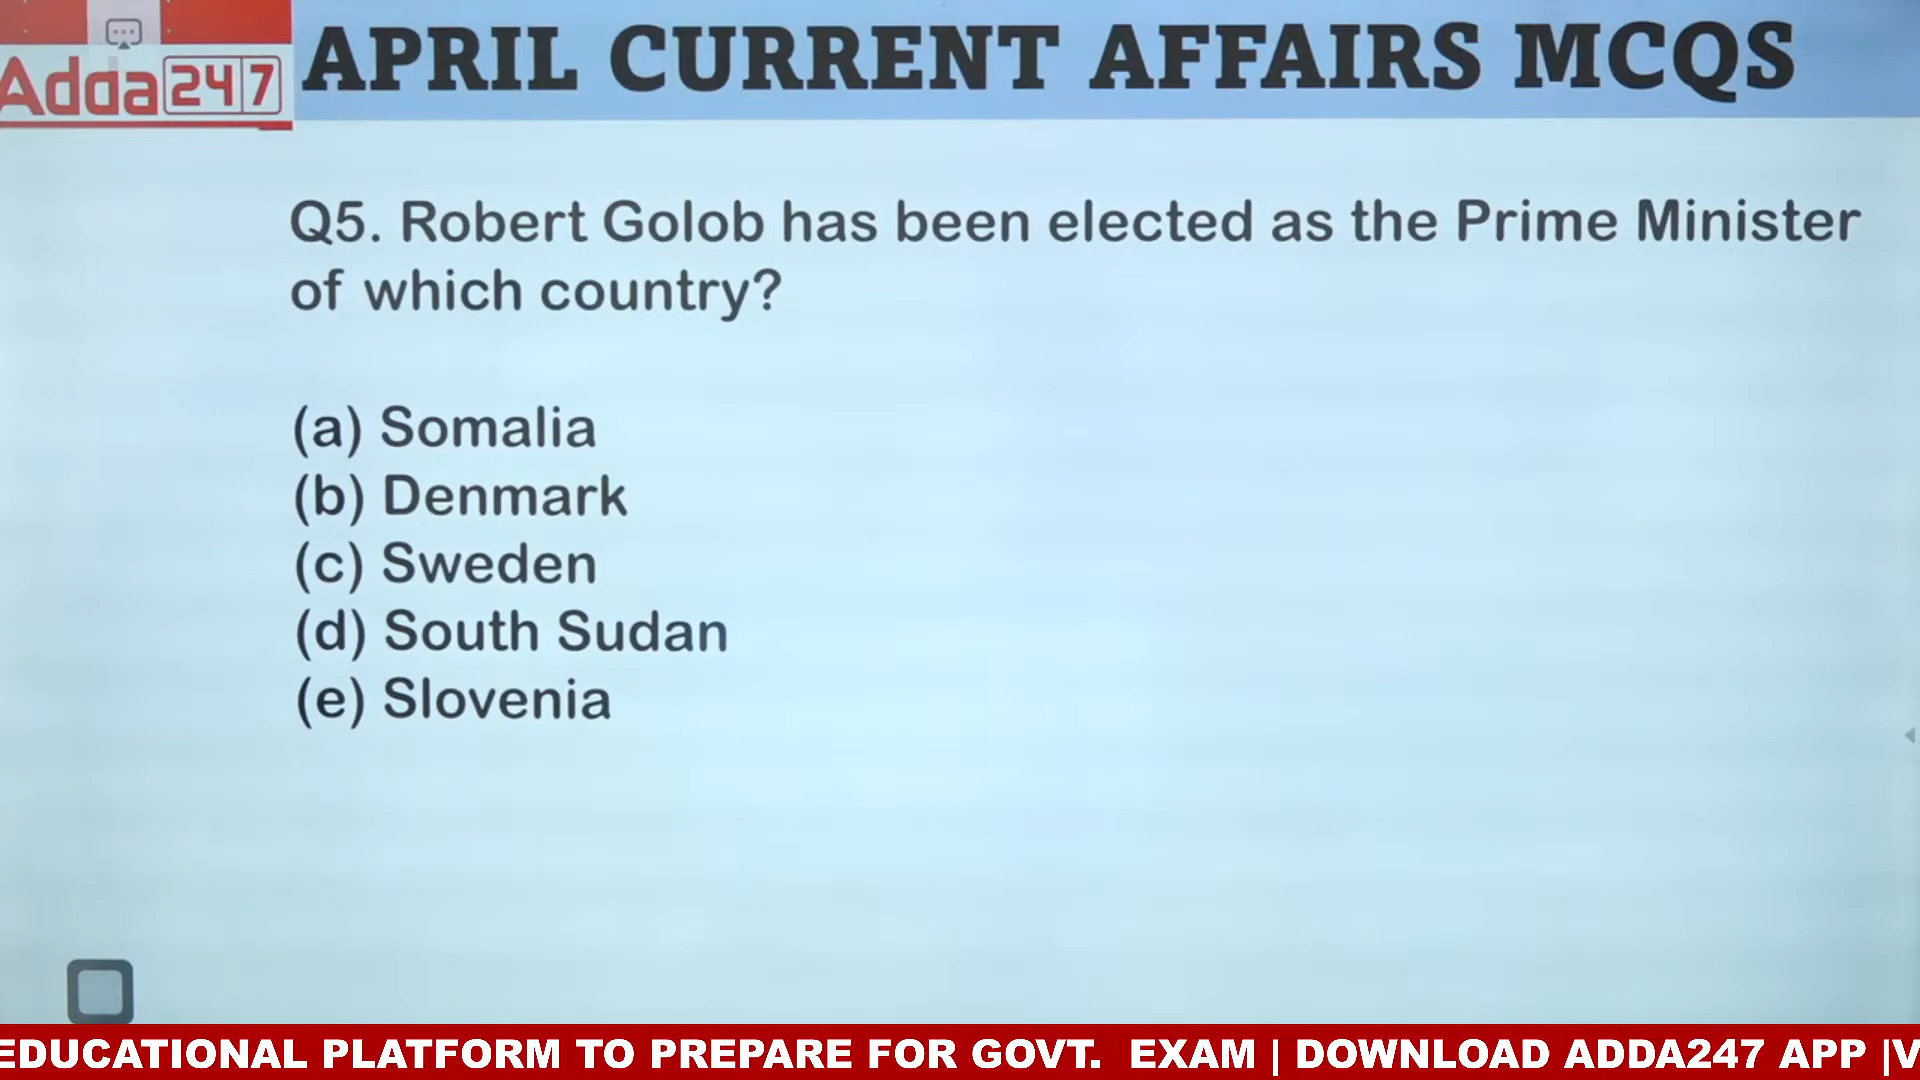 Adda247
APRIL CURRENT AFFAIRS MCQS
Q5. Robert Golob has been elected as the Prime Minister
of which country?
(a) Somalia
(b) Denmark
(c) Sweden
(d) South Sudan
(e) Slovenia
EDUCATIONAL PLATFORM TO PREPARE FOR GOVT. EXAM | DOWNLOAD ADDA247 APP |V